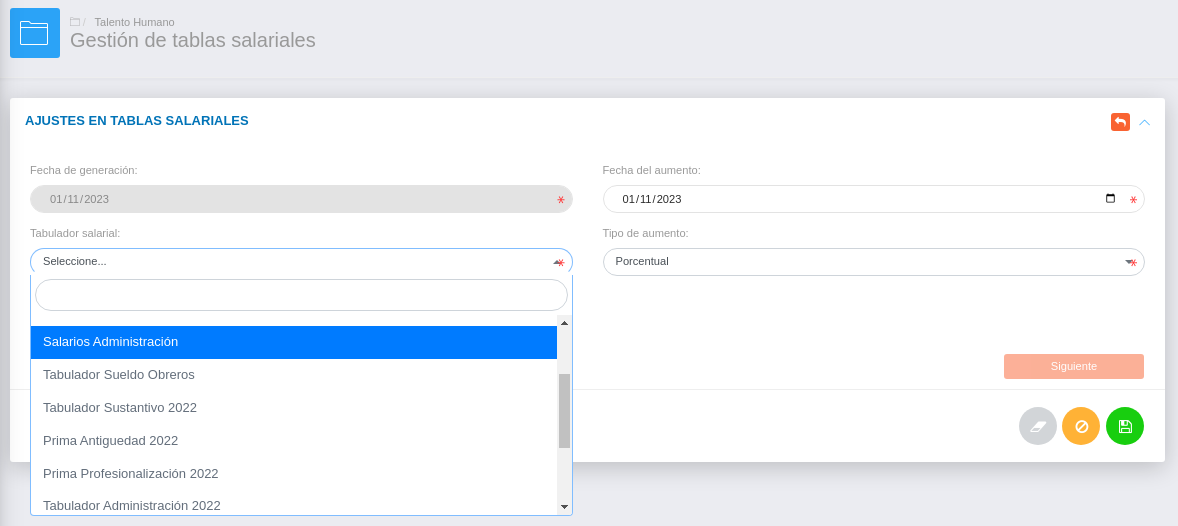 / Talento Humano
Gestión de tablas salariales
AJUSTES EN TABLAS SALARIALES
Fecha de generación:
Fecha del aumento:
01/11/2023 *
01/11/2023 *
Tabulador salarial:
Tipo de aumento:
Seleccione... *
Porcentual *
Salarios Administración
Tabulador Sueldo Obreros
Siguiente
Tabulador Sustantivo 2022
Prima Antiguedad 2022
Prima Profesionalización 2022
Tabulador Administración 2022